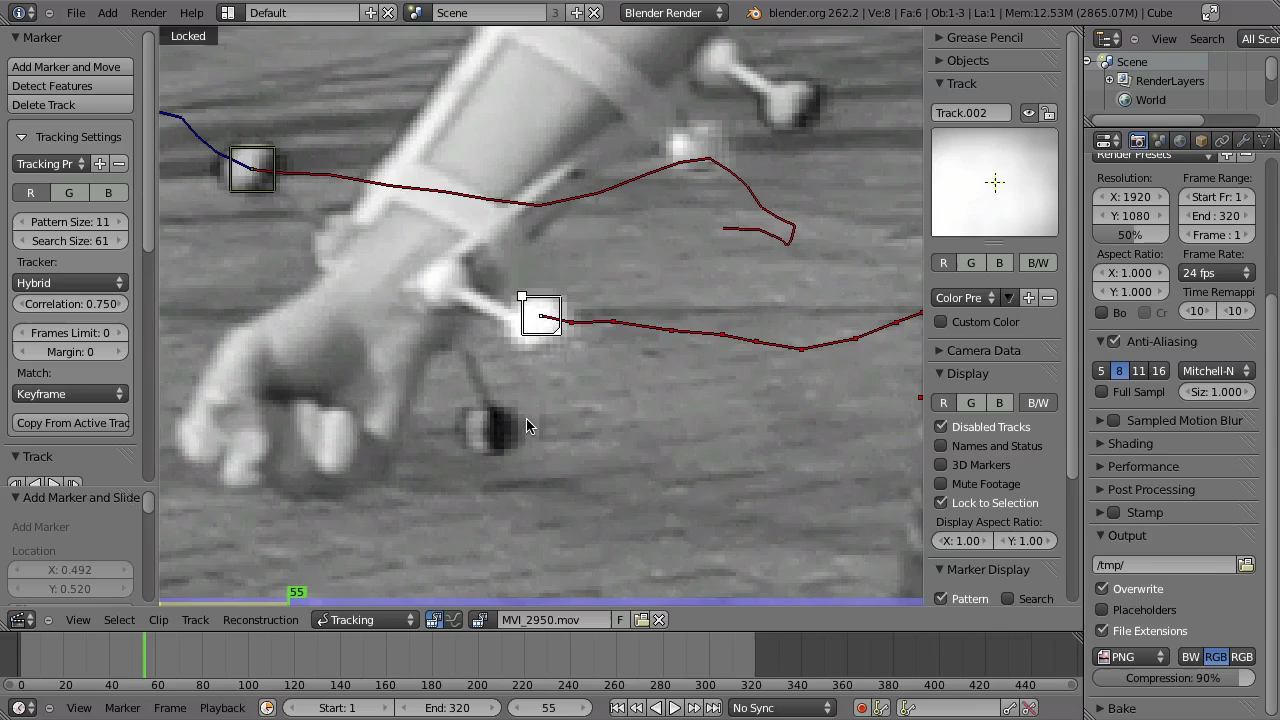 File Add Render Help Default Scene 3 Blender Render blender.org 262.2 | Ve:8 | Fa:6 | Ob:1-3 | La:1 | Mem:12.53M (2865.07M) | Cube
Marker
Add Marker and Move
Detect Features
Delete Track
Tracking Settings
Tracking Pr
R G B
Pattern Size: 11
Search Size: 61
Tracker:
Hybrid
Correlation: 0.750
Frames Limit: 0
Margin: 0
Match:
Keyframe
Copy From Active Trac
Track
Add Marker and Slide
Add Marker
Location
X: 0.492
Y: 0.520
Locked
55
Grease Pencil
Objects
Track
Track.002
R G B B/W
Color Pre
Custom Color
Camera Data
Display
R G B B/W
Disabled Tracks
Names and Status
3D Markers
Mute Footage
Lock to Selection
Display Aspect Ratio:
X: 1.00 Y: 1.00
Marker Display
Pattern Search
View Search All Sce
Scene
RenderLayers
World
Render Presets
Resolution: Frame Range:
X: 1920 Start Fr: 1
Y: 1080 End : 320
50% Frame : 1
Aspect Ratio: Frame Rate:
X: 1.000 24 fps
Y: 1.000 Time Remappi
Bo Cr 10 10
Anti-Aliasing
5 8 11 16 Mitchell-N
Full Sampl Siz: 1.000
Sampled Motion Blur
Shading
Performance
Post Processing
Stamp
Output
/tmp/
Overwrite
Placeholders
File Extensions
PNG BW RGB RGB
Compression: 90%
Bake
View Select Clip Track Reconstruction Tracking MVI_2950.mov F
0 20 40 60 80 100 120 140 160 180 200 220 240 260 280 300 320 340 360 380 400 420 440
View Marker Frame Playback Start: 1 End: 320 55 No Sync